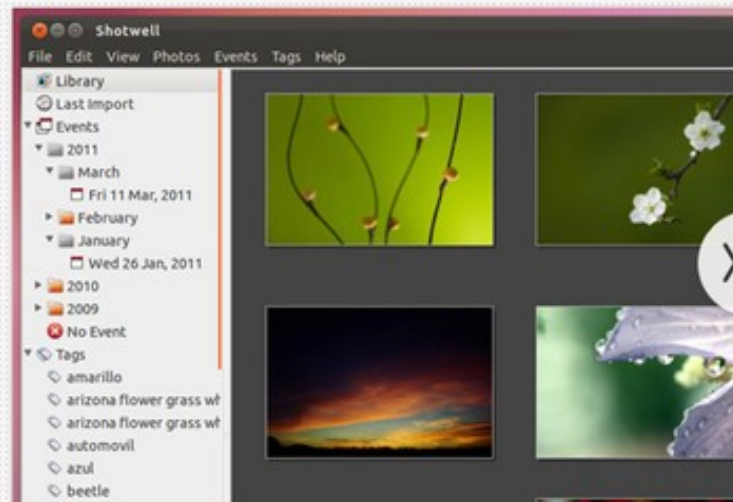 Shotwell
File Edit View Photos Events Tags Help
Library
Last Import
Events
2011
March
Fri 11 Mar, 2011
February
January
Wed 26 Jan, 2011
2010
2009
No Event
Tags
amarillo
arizona flower grass wh
arizona flower grass wh
automovil
azul
beetle